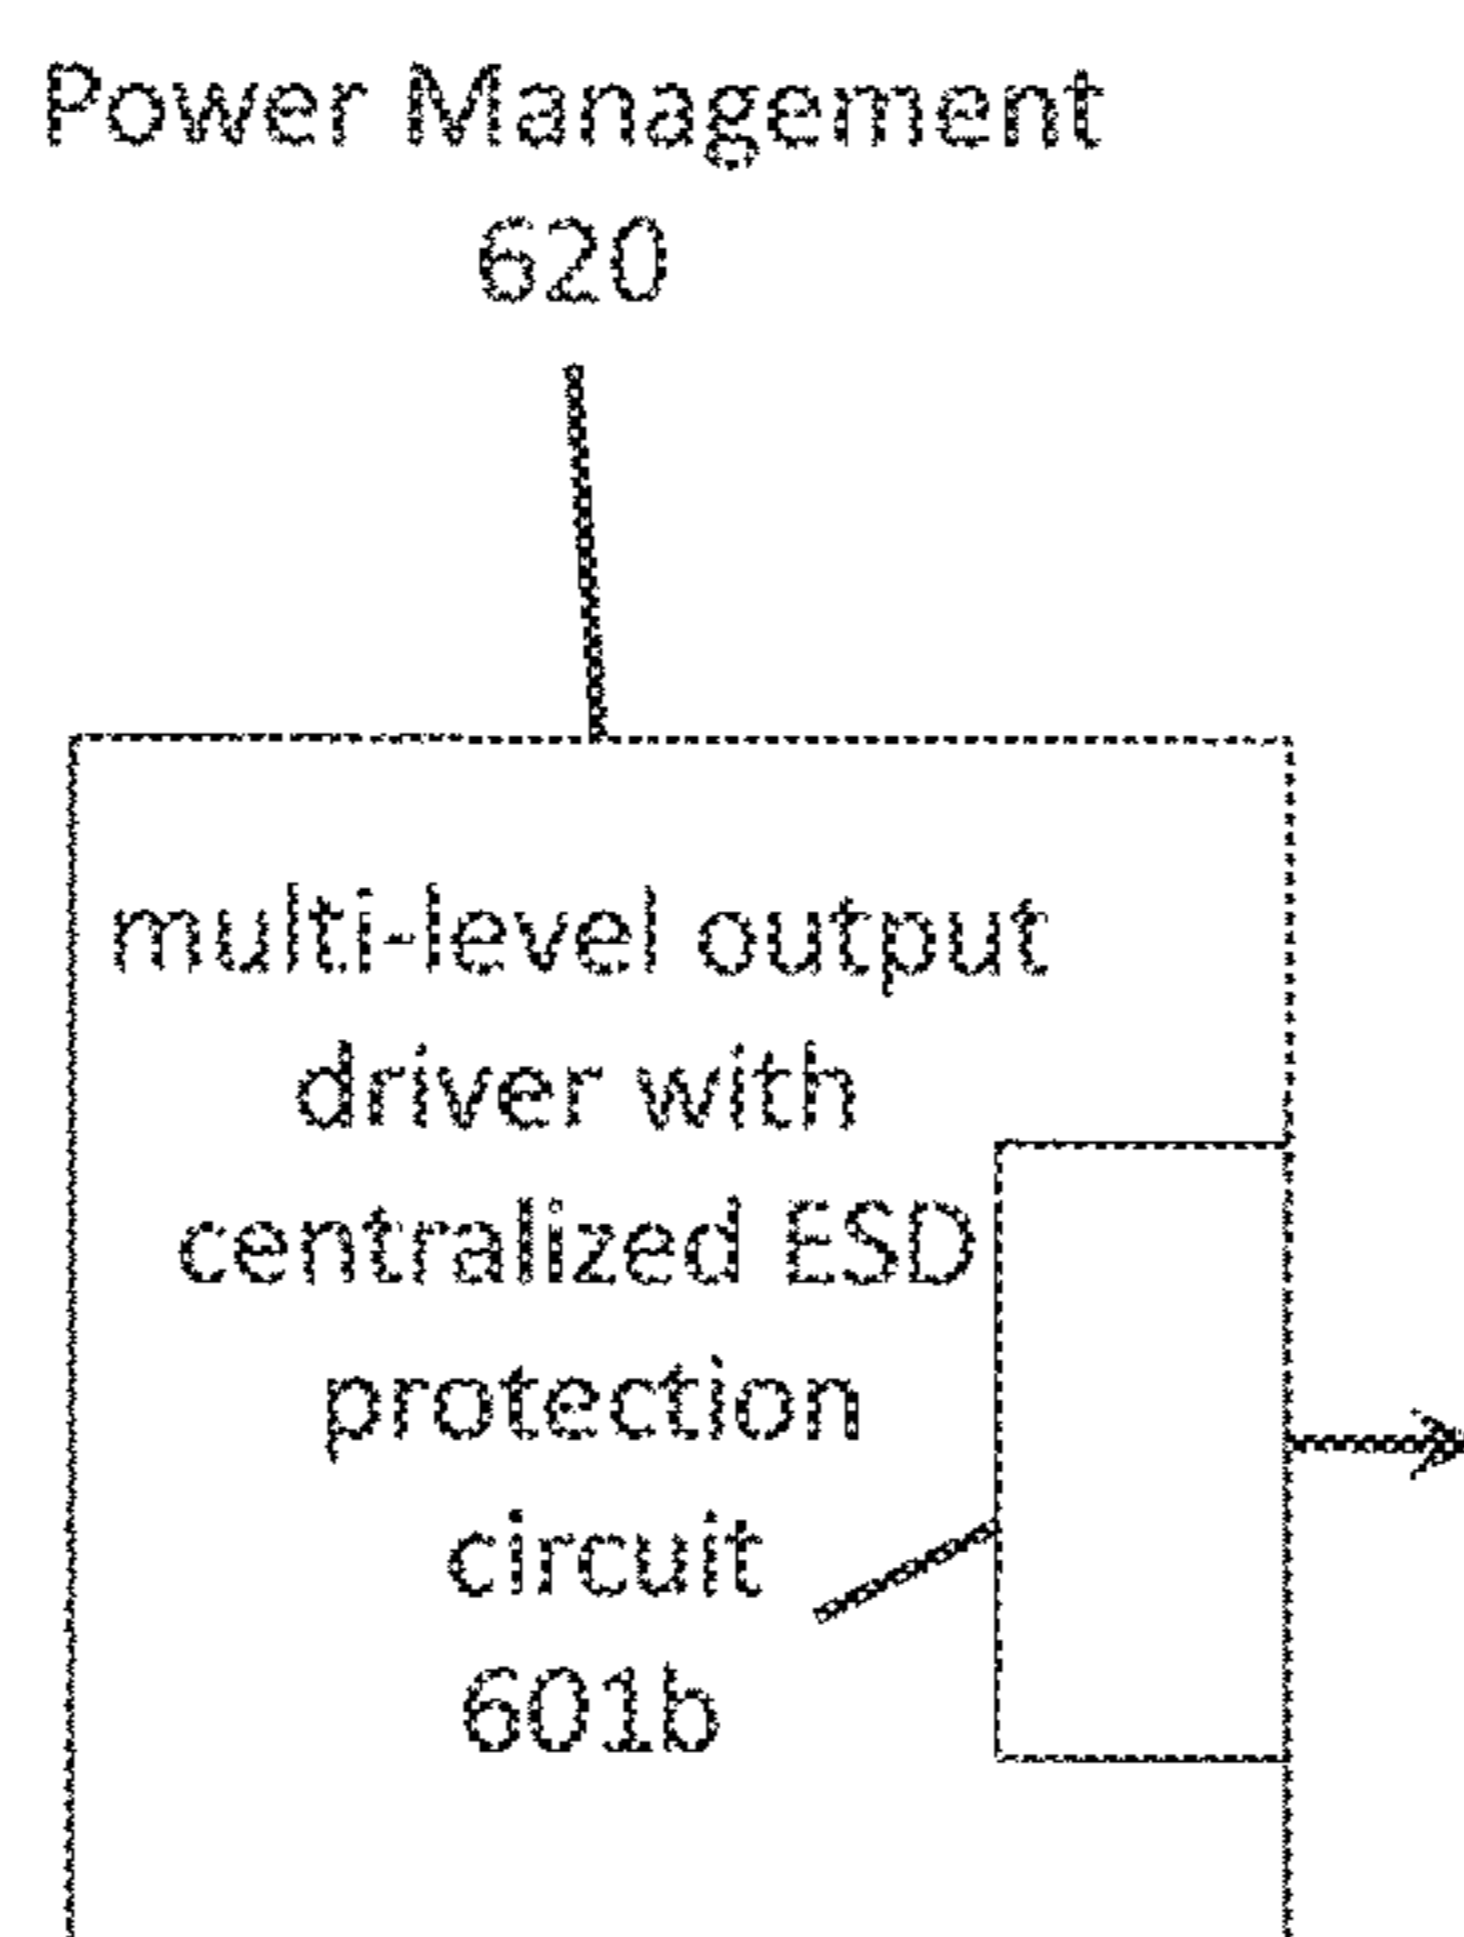 Power Management
620
multi-level output
driver with
centralized ESD
protection
circuit
601b